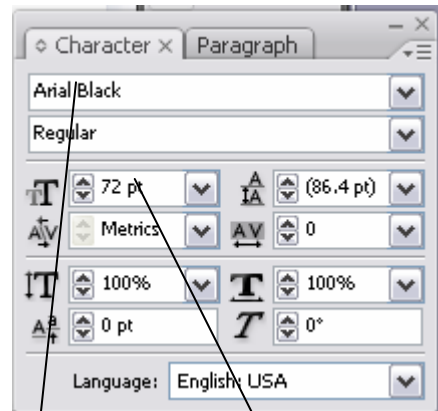 Character × Paragraph
Arial Black
Regular
72 pt (86.4 pt)
Metrics 0
100% 100%
0 pt 0°
Language: English: USA